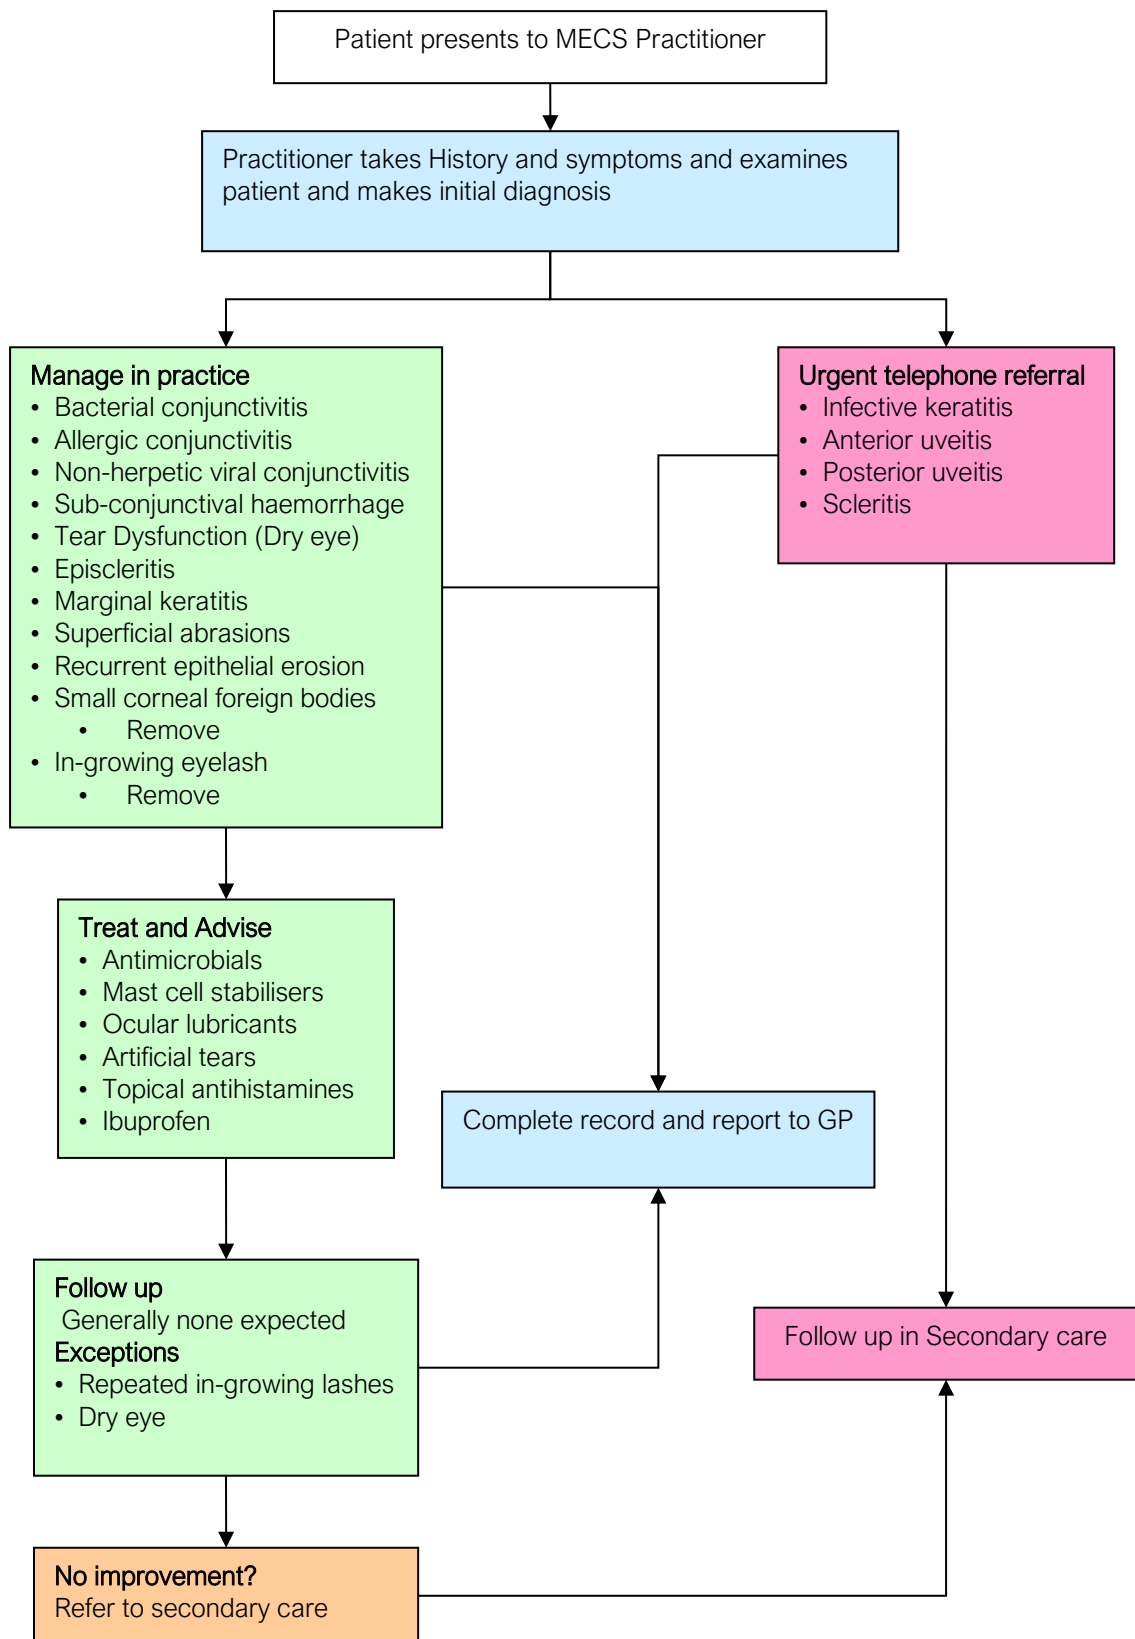 Patient presents to MECS Practitioner
Practitioner takes History and symptoms and examines
patient and makes initial diagnosis
Manage in practice
• Bacterial conjunctivitis
• Allergic conjunctivitis
• Non-herpetic viral conjunctivitis
• Sub-conjunctival haemorrhage
• Tear Dysfunction (Dry eye)
• Episcleritis
• Marginal keratitis
• Superficial abrasions
• Recurrent epithelial erosion
• Small corneal foreign bodies
• Remove
• In-growing eyelash
• Remove
Urgent telephone referral
• Infective keratitis
• Anterior uveitis
• Posterior uveitis
• Scleritis
Treat and Advise
• Antimicrobials
• Mast cell stabilisers
• Ocular lubricants
• Artificial tears
• Topical antihistamines
• Ibuprofen
Complete record and report to GP
Follow up
Generally none expected
Exceptions
• Repeated in-growing lashes
• Dry eye
Follow up in Secondary care
No improvement?
Refer to secondary care